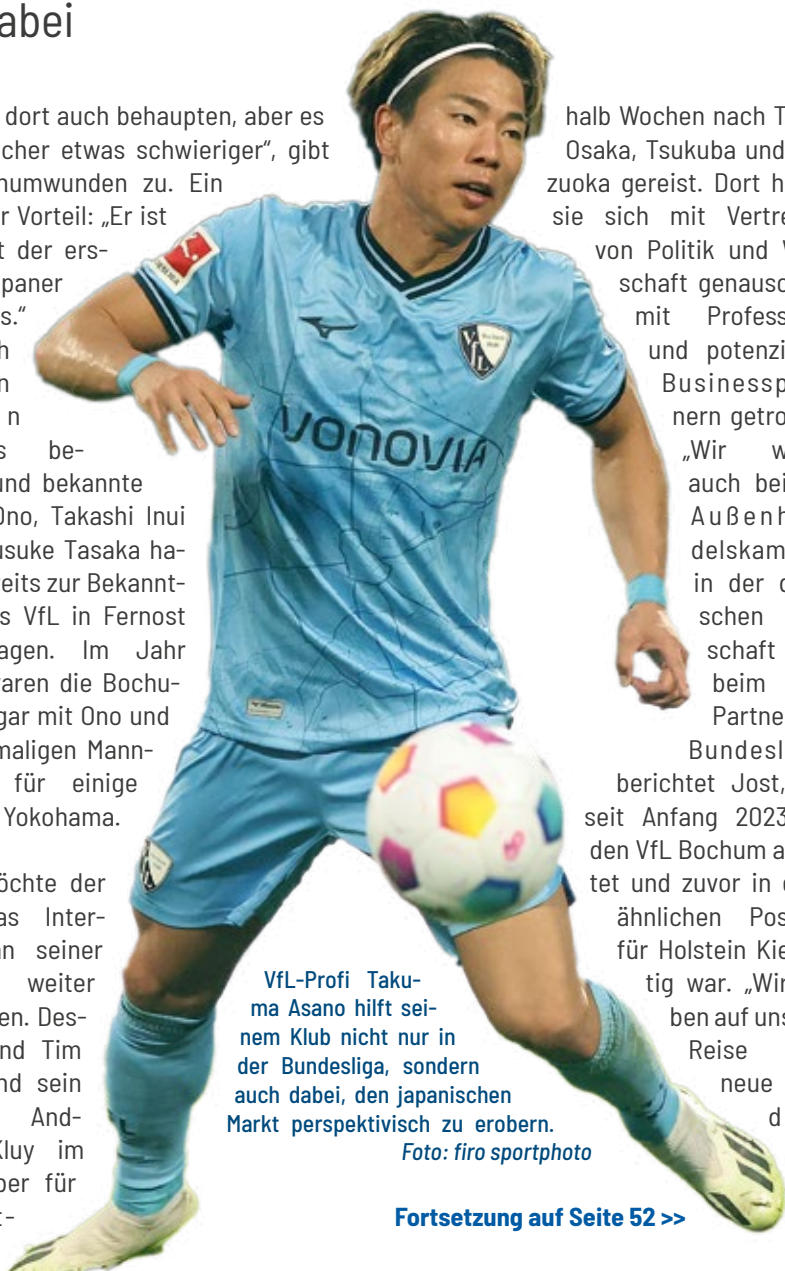 abei
dort auch behaupten, aber es
cher etwas schwieriger“, gibt
numwunden zu. Ein
r Vorteil: „Er ist
t der ers-
paner
s.“
h
n
n
s be-
und bekannte
Ono, Takashi Inui
usuke Tasaka ha-
eits zur Bekannt-
s VfL in Fernost
agen. Im Jahr
varen die Bochu-
gar mit Ono und
maligen Mann-
für einige
Yokohama.
öchte der
as Inter-
n seiner
weiter
en. Des-
nd Tim
nd sein
And-
Kluy im
ber für
t-
vonovia
VfL
VfL-Profi Taku-
ma Asano hilft sei-
nem Klub nicht nur in
der Bundesliga, sondern
auch dabei, den japanischen
Markt perspektivisch zu erobern.
Foto: firo sportphoto
Fortsetzung auf Seite 52 >>
halb Wochen nach T
Osaka, Tsukuba und
zuoka gereist. Dort h
sie sich mit Vertre
von Politik und W
schaft genausc
mit Profess
und potenzi
Businessp
nern getro
„Wir w
auch bei
Außenh
delskam
in der d
schen
schaft
beim
Partne
Bundesl
berichtet Jost,
seit Anfang 2023
den VfL Bochum a
tet und zuvor in e
ähnlichen Pos
für Holstein Kie
tig war. „Wir
ben auf uns
Reise
neue
d